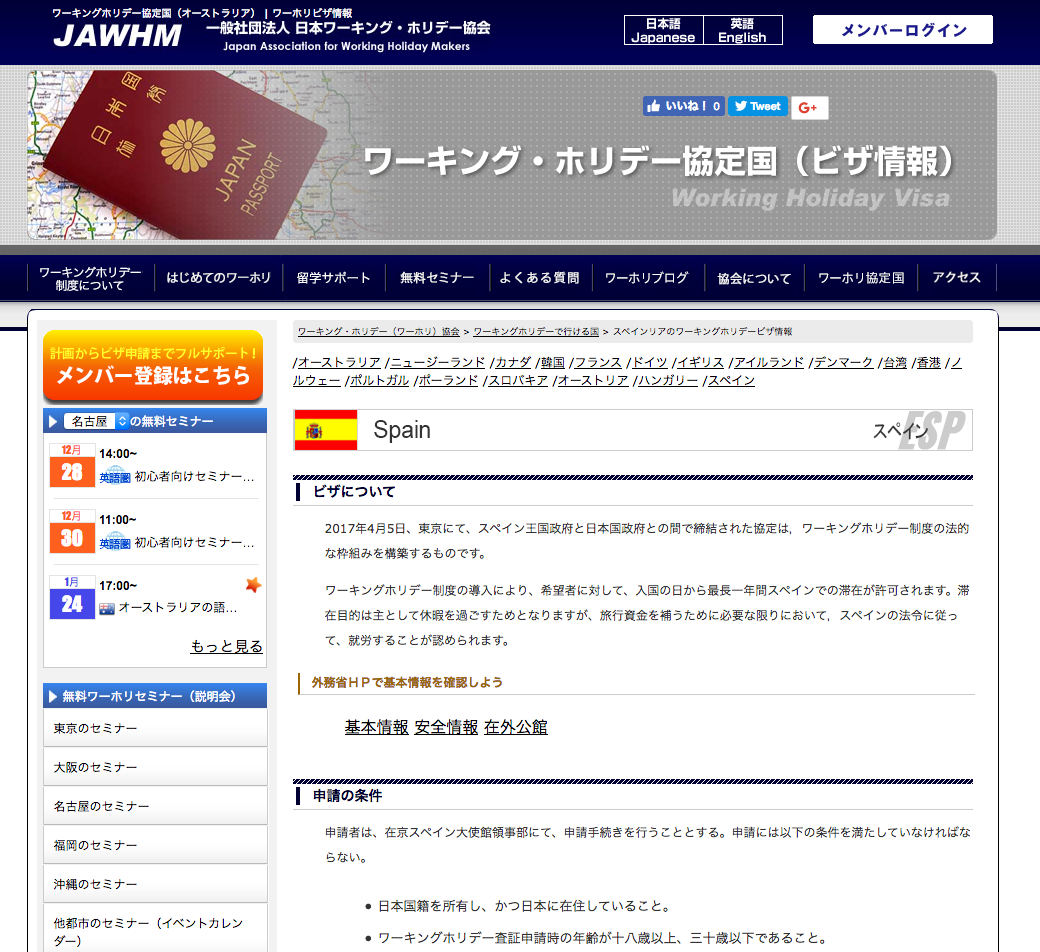 ワーキングホリデー協定国（オーストラリア） | ワーホリビザ情報
JAWHM
一般社団法人 日本ワーキング・ホリデー協会
Japan Association for Working Holiday Makers
日本語
Japanese
英語
English
メンバーログイン
日本国
旅券
JAPAN
PASSPORT
いいね！ 0
Tweet
G+
ワーキング・ホリデー協定国（ビザ情報）
Working Holiday Visa
ワーキングホリデー
制度について
はじめてのワーホリ
留学サポート
無料セミナー
よくある質問
ワーホリブログ
協会について
ワーホリ協定国
アクセス
計画からビザ申請までフルサポート！
メンバー登録はこちら
名古屋 の無料セミナー
12月
28
14:00~
英語圏 初心者向けセミナー…
12月
30
11:00~
英語圏 初心者向けセミナー…
1月
24
17:00~
オーストラリアの語…
もっと見る
無料ワーホリセミナー（説明会）
東京のセミナー
大阪のセミナー
名古屋のセミナー
福岡のセミナー
沖縄のセミナー
他都市のセミナー（イベントカレン
ダー）
ワーキング・ホリデー（ワーホリ）協会 > ワーキングホリデーで行ける国 > スペインリアのワーキングホリデービザ情報
/オーストラリア /ニュージーランド /カナダ /韓国 /フランス /ドイツ /イギリス /アイルランド /デンマーク /台湾 /香港 /ノ
ルウェー /ポルトガル /ポーランド /スロバキア /オーストリア /ハンガリー /スペイン
Spain
スペイン
ESP
ビザについて
2017年4月5日、東京にて、スペイン王国政府と日本国政府との間で締結された協定は，ワーキングホリデー制度の法的
な枠組みを構築するものです。
ワーキングホリデー制度の導入により、希望者に対して、入国の日から最長一年間スペインでの滞在が許可されます。滞
在目的は主として休暇を過ごすためとなりますが、旅行資金を補うために必要な限りにおいて，スペインの法令に従っ
て、就労することが認められます。
外務省ＨＰで基本情報を確認しよう
基本情報 安全情報 在外公館
申請の条件
申請者は、在京スペイン大使館領事部にて、申請手続きを行うこととする。申請には以下の条件を満たしていなければな
らない。
● 日本国籍を所有し、かつ日本に在住していること。
● ワーキングホリデー査証申請時の年齢が十八歳以上、三十歳以下であること。